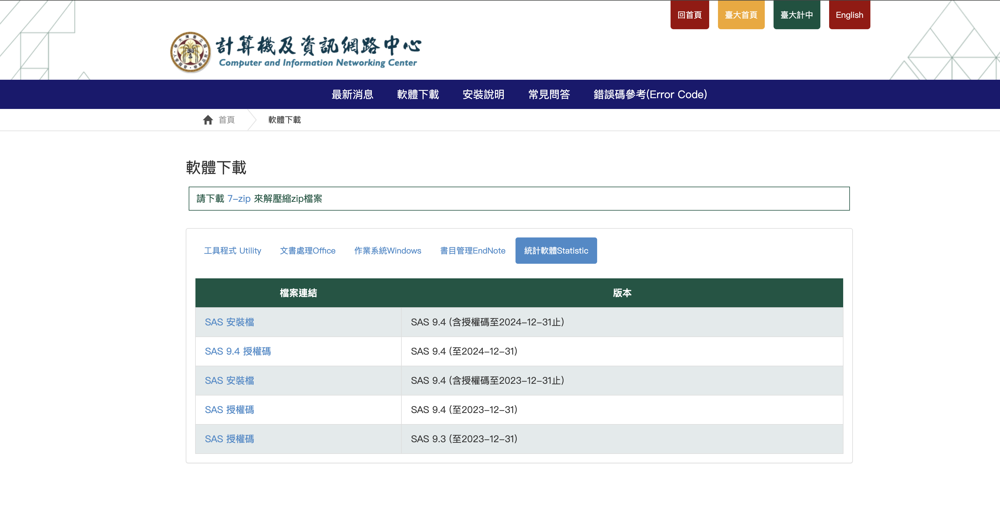 回首頁
臺大首頁
臺大計中
English
計算機及資訊網路中心
Computer and Information Networking Center
最新消息 軟體下載 安裝說明 常見問答 錯誤碼參考(Error Code)
首頁 軟體下載
軟體下載
請下載 7-zip 來解壓縮zip檔案
工具程式 Utility 文書處理Office 作業系統Windows 書目管理EndNote 統計軟體Statistic
檔案連結 版本
SAS 安裝檔 SAS 9.4 (含授權碼至2024-12-31止)
SAS 9.4 授權碼 SAS 9.4 (至2024-12-31)
SAS 安裝檔 SAS 9.4 (含授權碼至2023-12-31止)
SAS 授權碼 SAS 9.4 (至2023-12-31)
SAS 授權碼 SAS 9.3 (至2023-12-31)